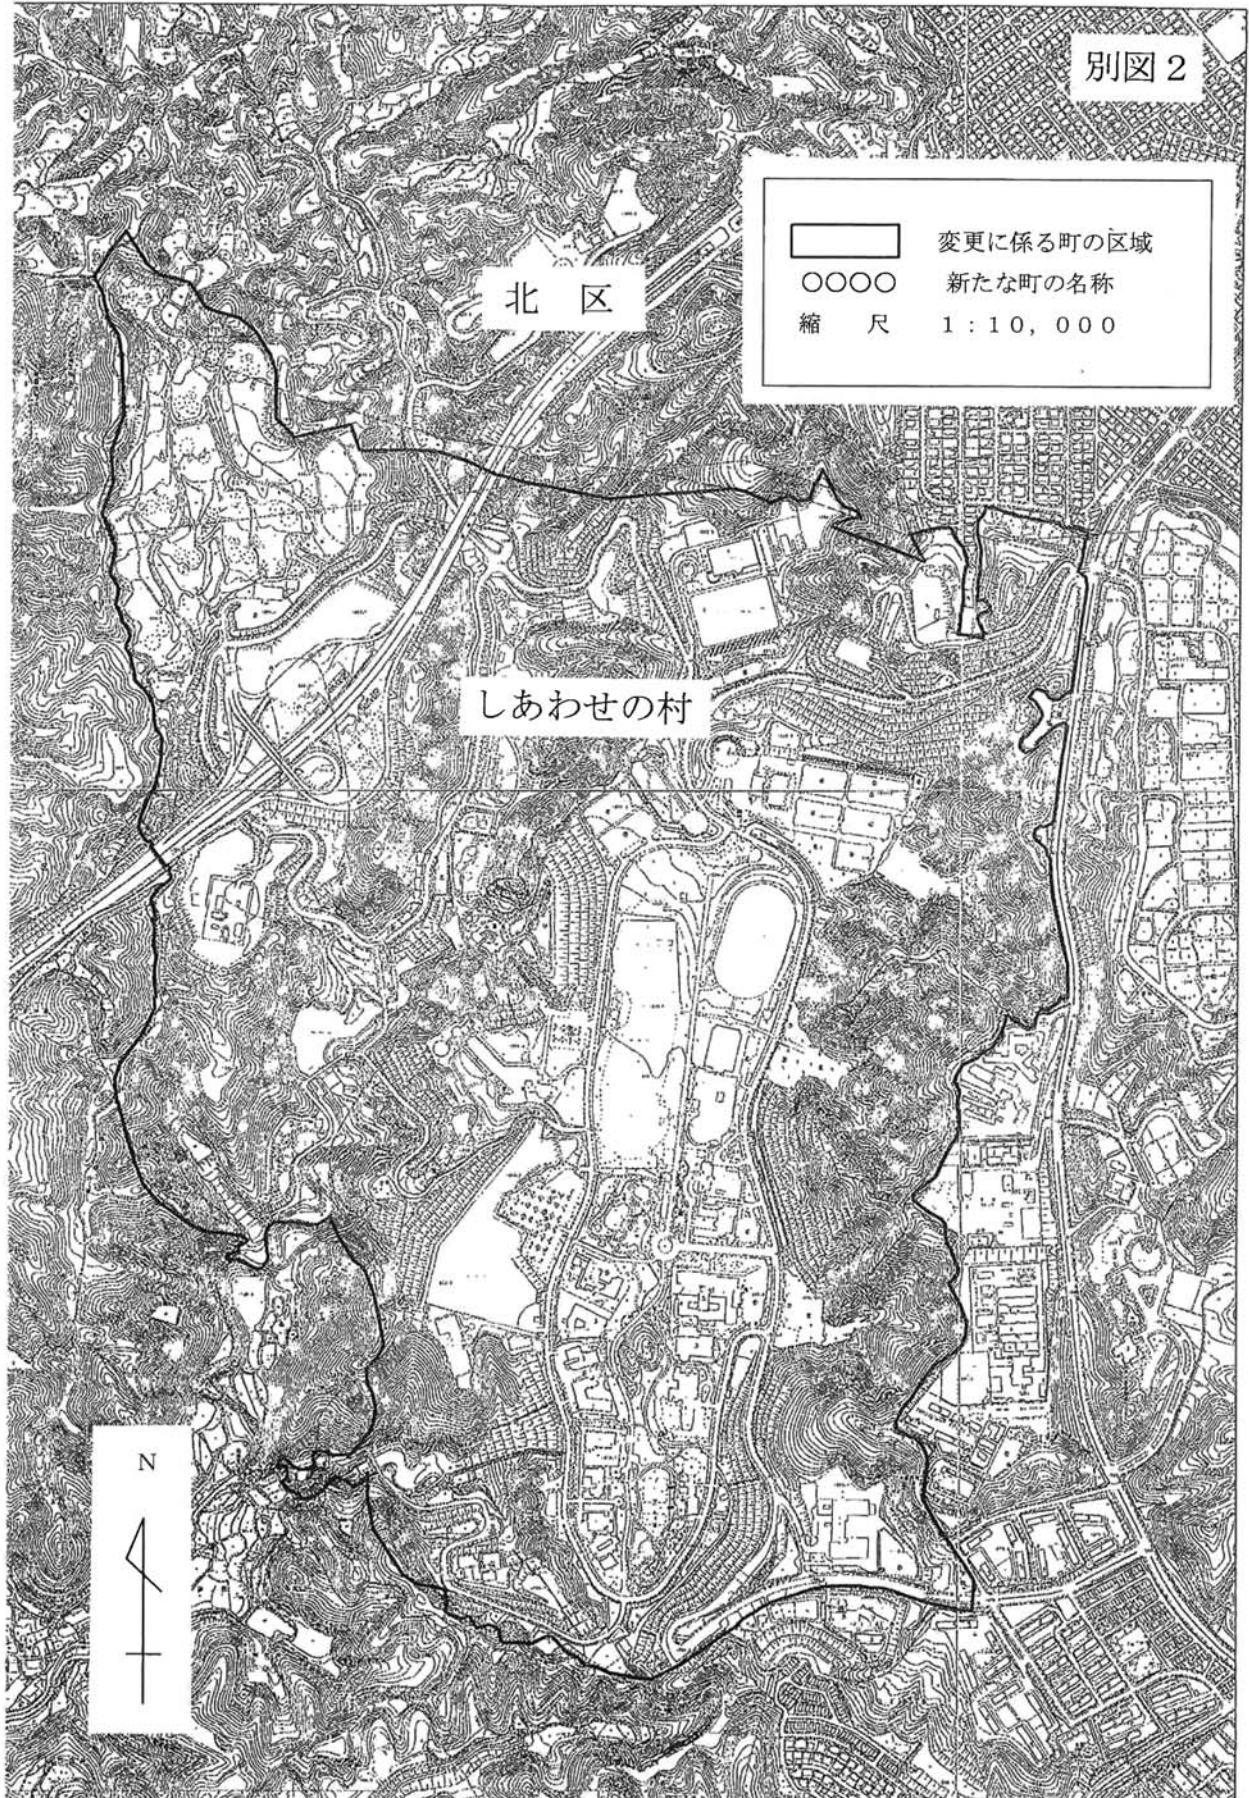 別図2
変更に係る町の区域
○○○○ 新たな町の名称
縮 尺 1:10,000
北 区
しあわせの村
N